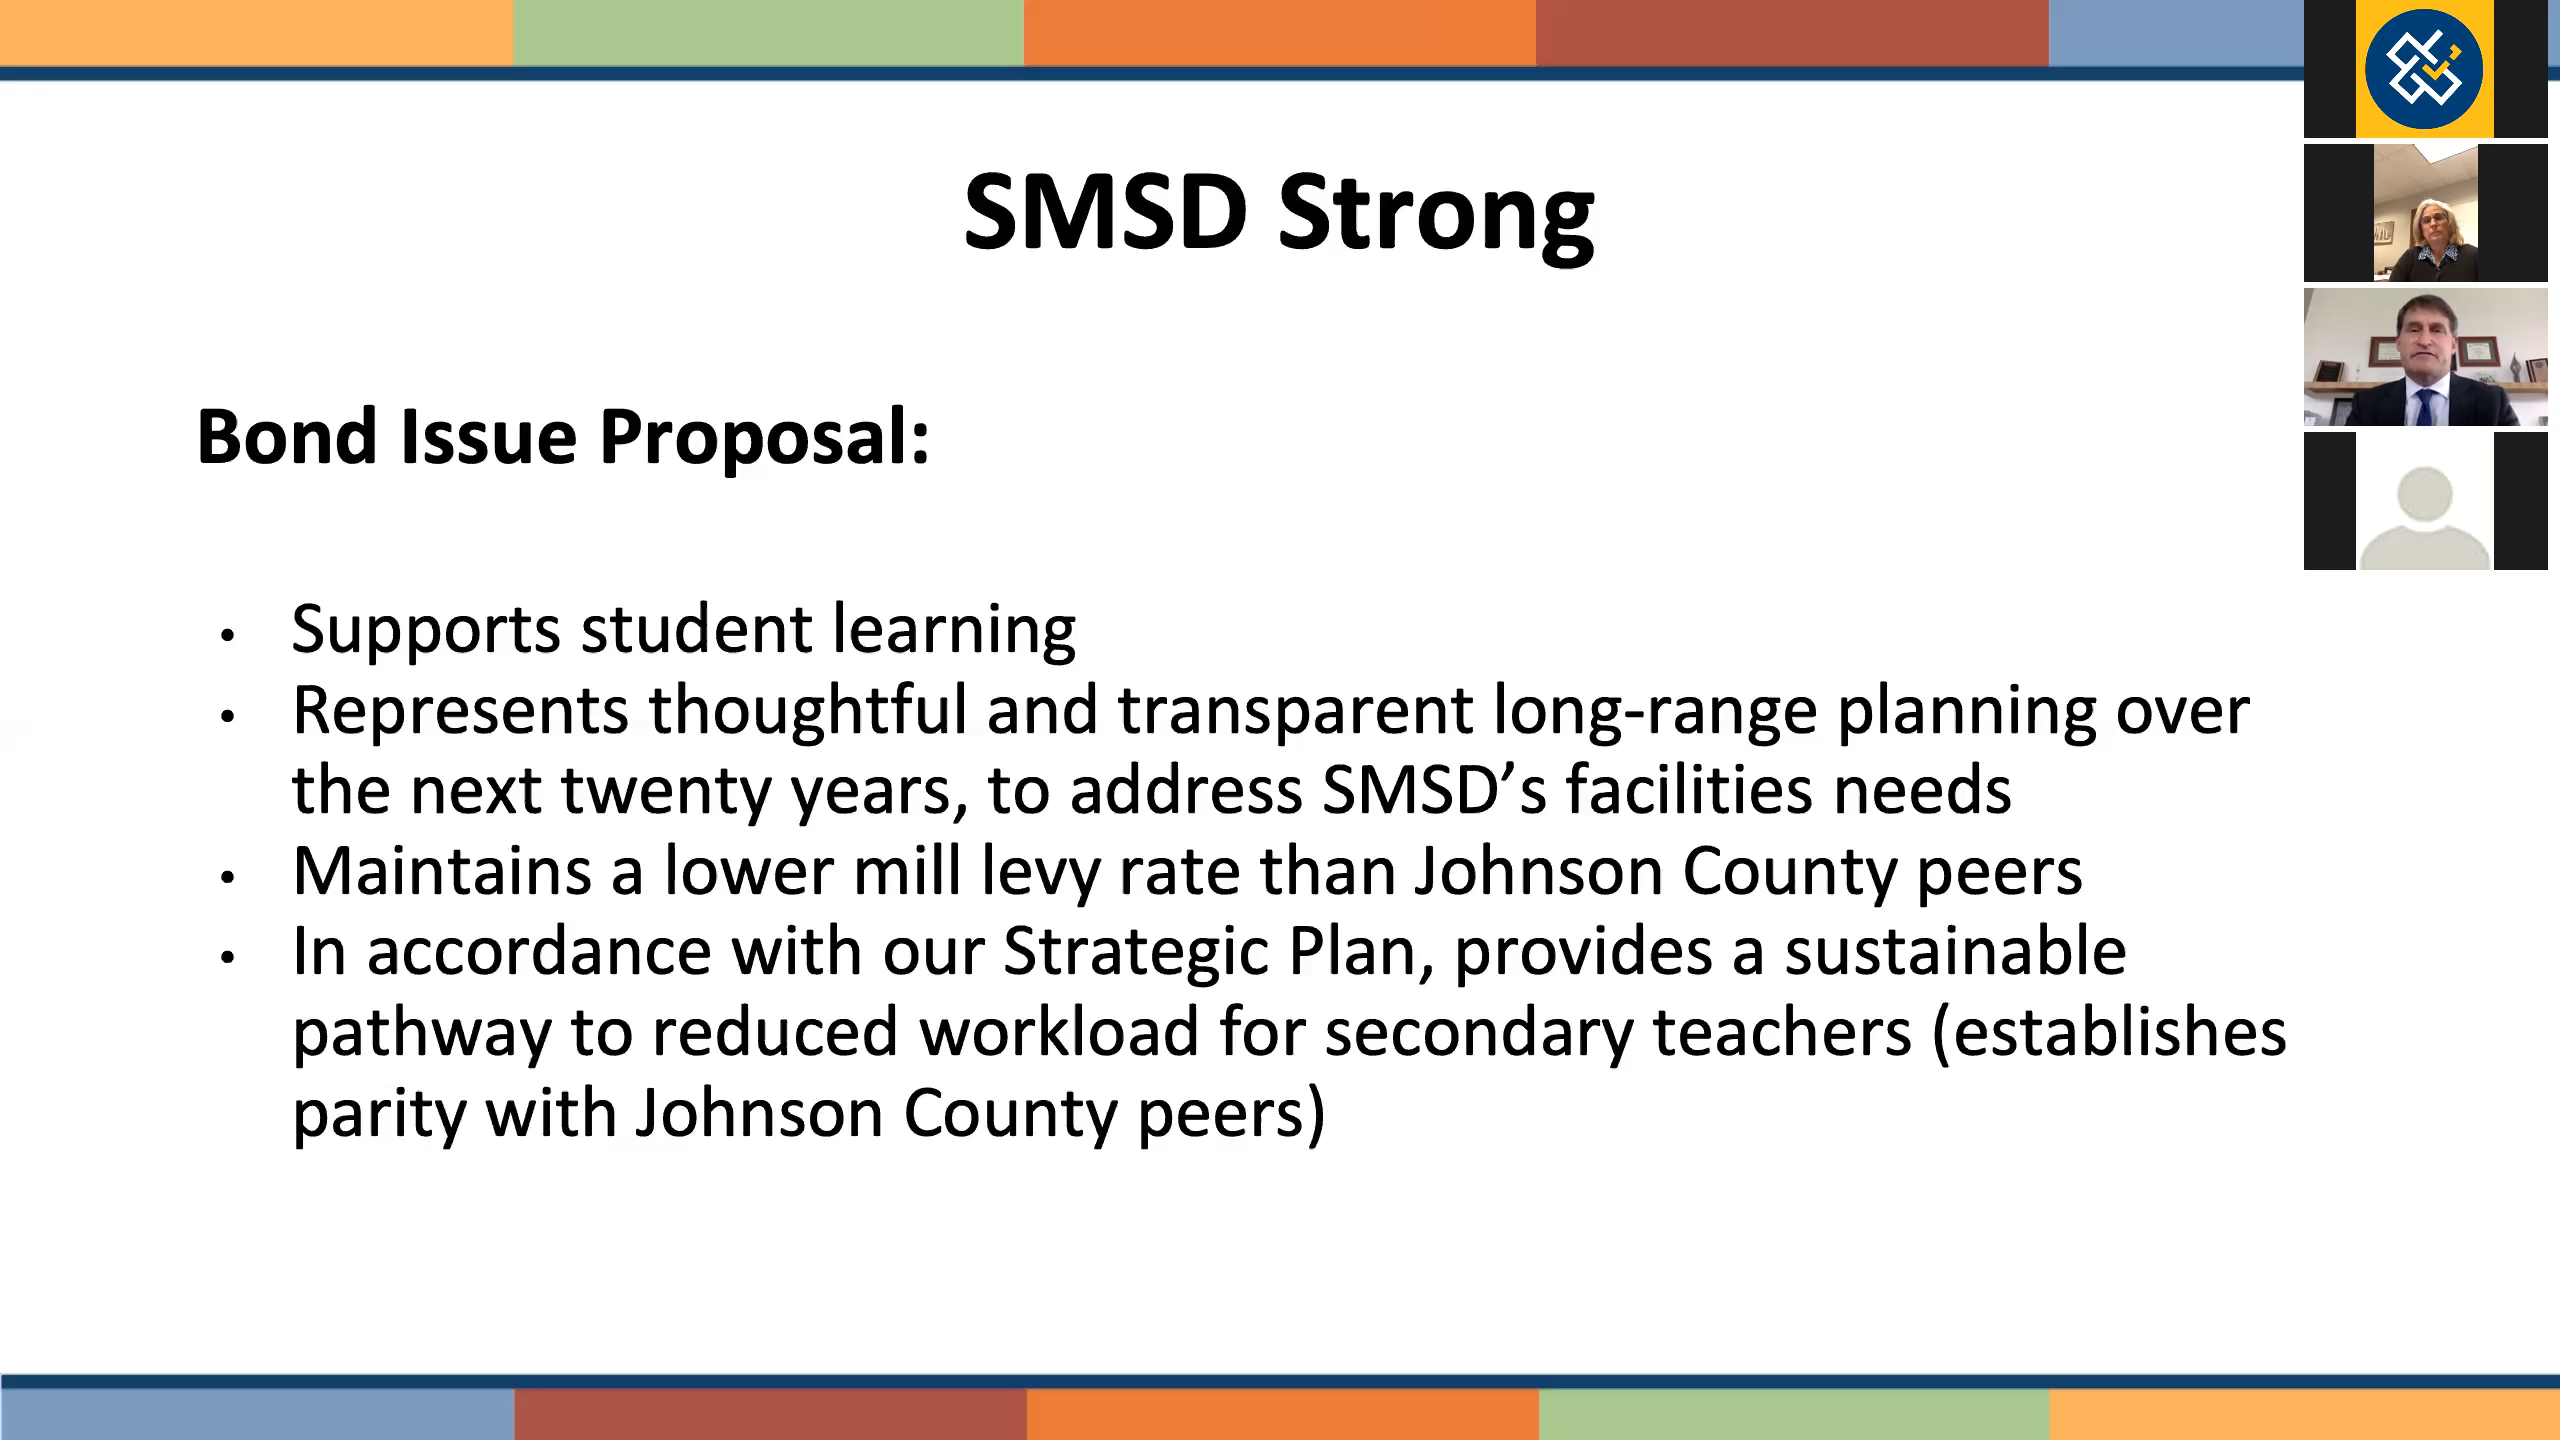 SMSD Strong
Bond Issue Proposal:
• Supports student learning
• Represents thoughtful and transparent long-range planning over
the next twenty years, to address SMSD’s facilities needs
• Maintains a lower mill levy rate than Johnson County peers
• In accordance with our Strategic Plan, provides a sustainable
pathway to reduced workload for secondary teachers (establishes
parity with Johnson County peers)